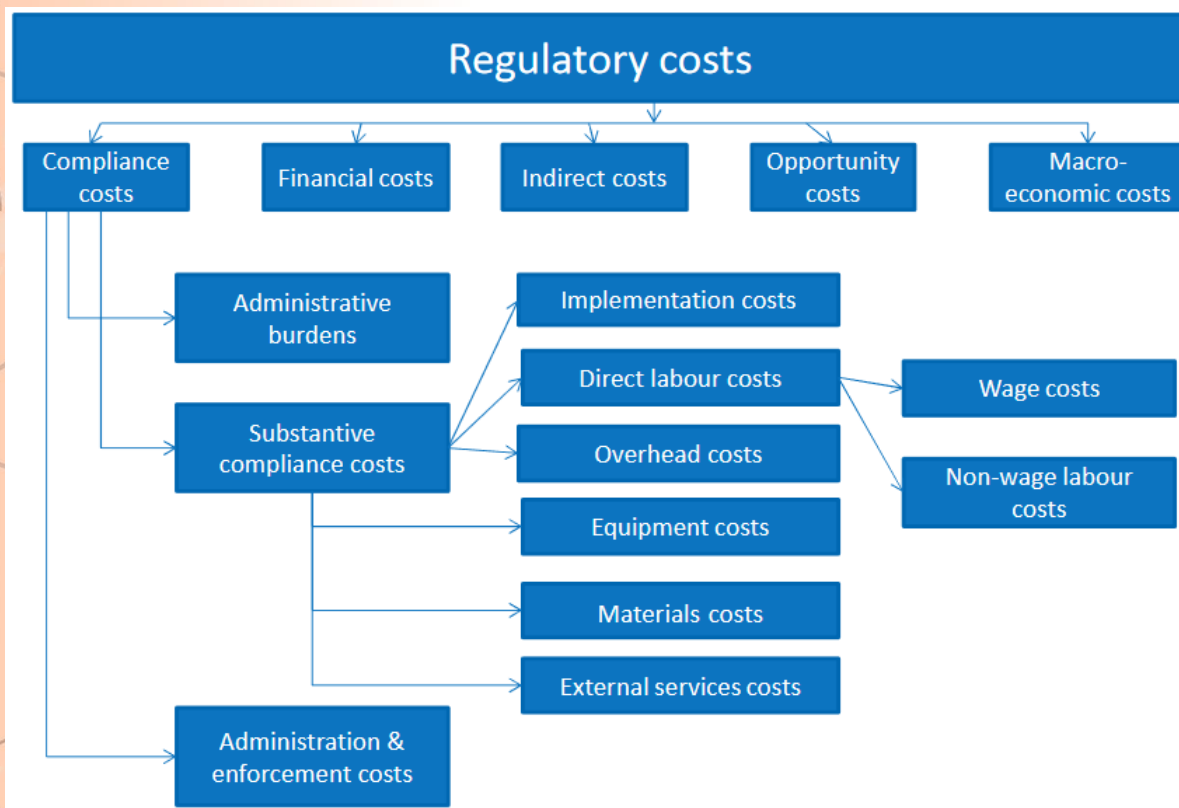 Regulatory costs
Compliance
costs
Financial costs
Indirect costs
Opportunity
costs
Macro-
economic costs
Administrative
burdens
Substantive
compliance costs
Administration &
enforcement costs
Implementation costs
Direct labour costs
Overhead costs
Equipment costs
Materials costs
External services costs
Wage costs
Non-wage labour
costs